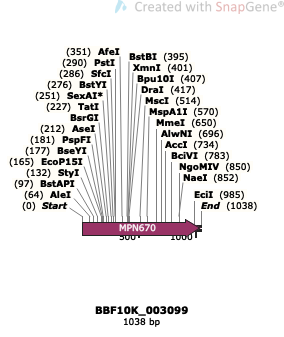 Created with SnapGene®
(351) AfeI
(290) PstI
(286) SfcI
(276) BstYI
(251) SexAI*
(227) TatI
BsrGI
(212) AseI
(181) PspFI
(177) BseYI
(165) EcoP15I
(132) StyI
(97) BstAPI
(64) AleI
(0) Start
BstBI (395)
XmnI (401)
Bpu10I (407)
DraI (417)
MscI (514)
MspA1I (570)
MmeI (650)
AlwNI (696)
AccI (734)
BciVI (783)
NgoMIV (850)
NaeI (852)
EciI (985)
End (1038)
MPN670
500
1000
BBF10K_003099
1038 bp